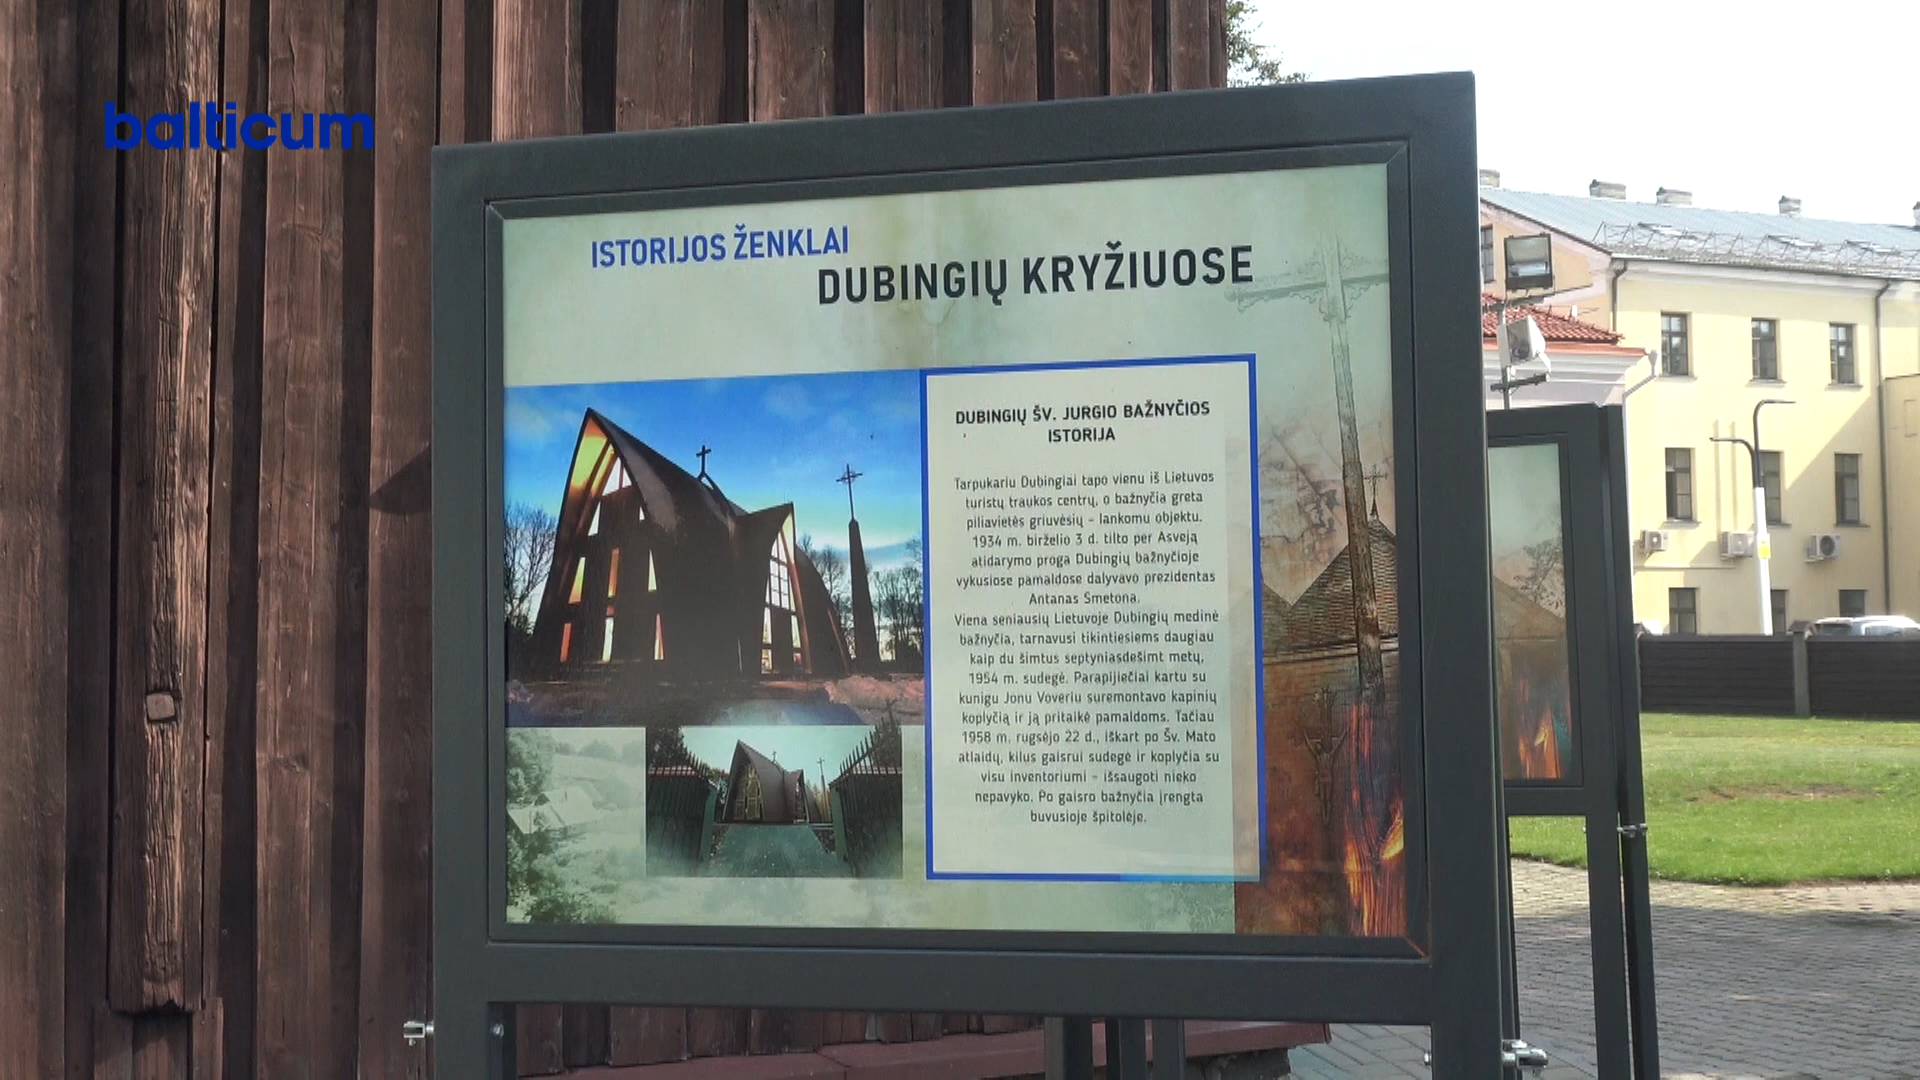 balticum
ISTORIJOS ŽENKLAI
DUBINGIŲ KRYŽIUOSE
DUBINGIŲ ŠV. JURGIO BAŽNYČIOS
ISTORIJA
Tarpukariu Dubingiai tapo vienu iš Lietuvos
turistų traukos centrų, o bažnyčia greta
piliavietės griuvėsių – lankomu objektu.
1934 m. birželio 3 d. tilto per Asveją
atidarymo proga Dubingių bažnyčioje
vykusiose pamaldose dalyvavo prezidentas
Antanas Smetona.
Viena seniausių Lietuvoje Dubingių medinė
bažnyčia, tarnavusi tikintiesiems daugiau
kaip du šimtus septyniasdešimt metų,
1954 m. sudegė. Parapijiečiai kartu su
kunigu Jonu Voveriu suremontavo kapinių
koplyčią ir ją pritaikė pamaldoms. Tačiau
1958 m. rugsėjo 22 d., iškart po Šv. Mato
atlaidų, kilus gaisrui sudegė ir koplyčia su
visu inventoriumi – išsaugoti nieko
nepavyko. Po gaisro bažnyčia įrengta
buvusioje špitolėje.